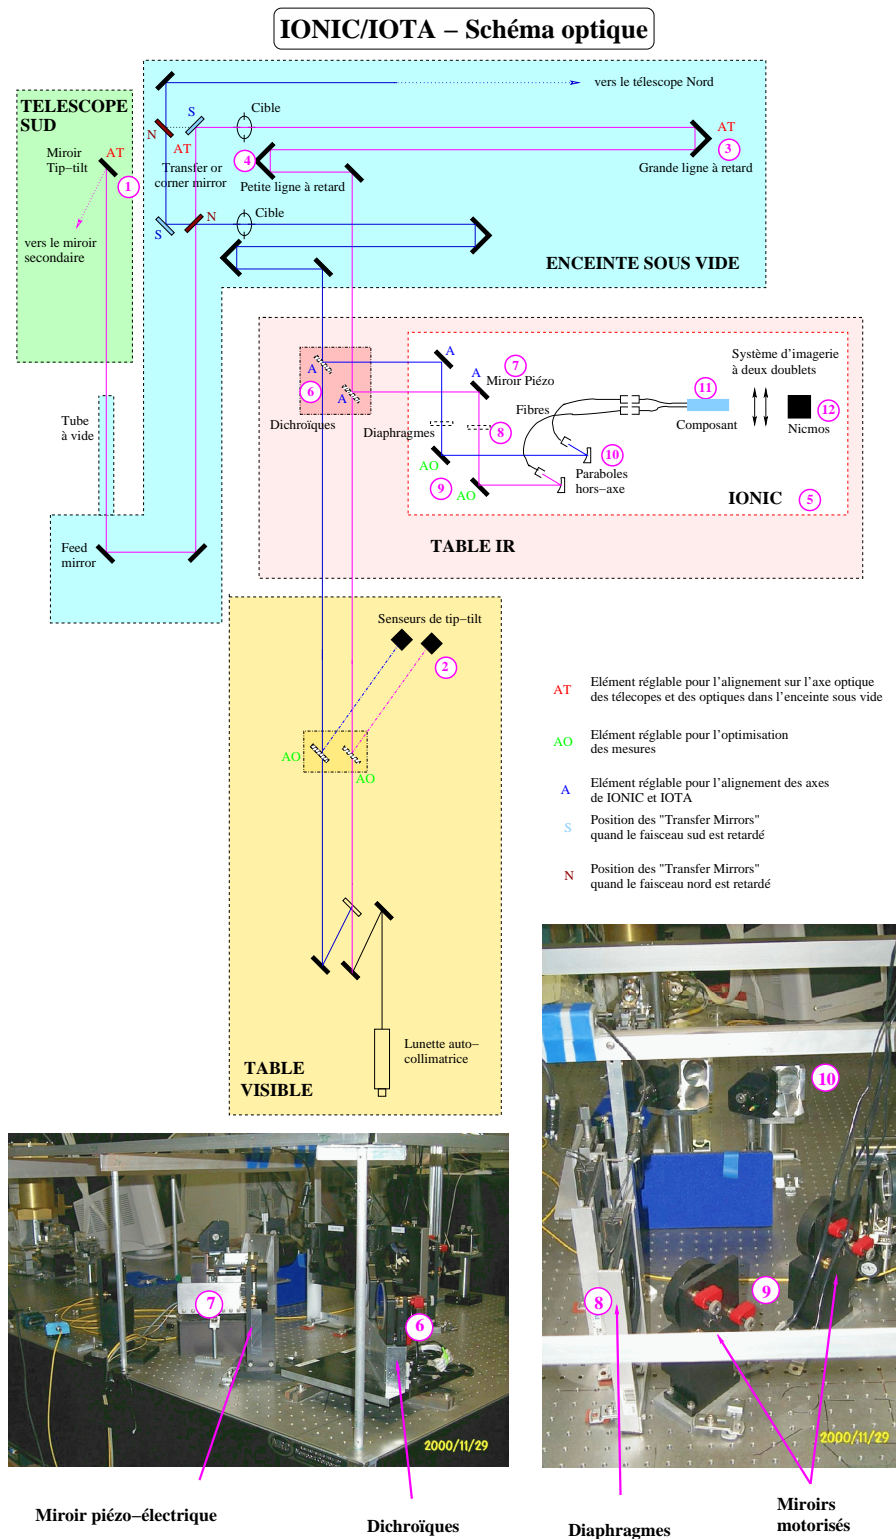 IONIC/IOTA – Schéma optique
vers le télescope Nord
TELESCOPE
SUD
S
Cible
N
AT
AT
3
Miroir
Tip−tilt
AT
1
4
Transfer or
corner mirror
Petite ligne à retard
Grande ligne à retard
vers le miroir
secondaire
N
Cible
S
ENCEINTE SOUS VIDE
A
6
A
Dichroïques
A
7
A
Miroir Piézo
Système d’imagerie
à deux doublets
11
Fibres
12
Composant
Nicmos
Diaphragmes
8
10
AO
9
AO
Paraboles
hors−axe
IONIC
5
TABLE IR
Tube
à vide
Feed
mirror
Senseurs de tip−tilt
2
AO
AO
AT
Elément réglable pour l’alignement sur l’axe optique
des télecopes et des optiques dans l’enceinte sous vide
AO
Elément réglable pour l’optimisation
des mesures
A
Elément réglable pour l’alignement des axes
de IONIC et IOTA
S
Position des "Transfer Mirrors"
quand le faisceau sud est retardé
N
Position des "Transfer Mirrors"
quand le faisceau nord est retardé
Lunette auto−
collimatrice
TABLE
VISIBLE
10
7
6
8
9
2000/11/29
2000/11/29
Miroir piézo−électrique
Dichroïques
Diaphragmes
Miroirs
motorisés